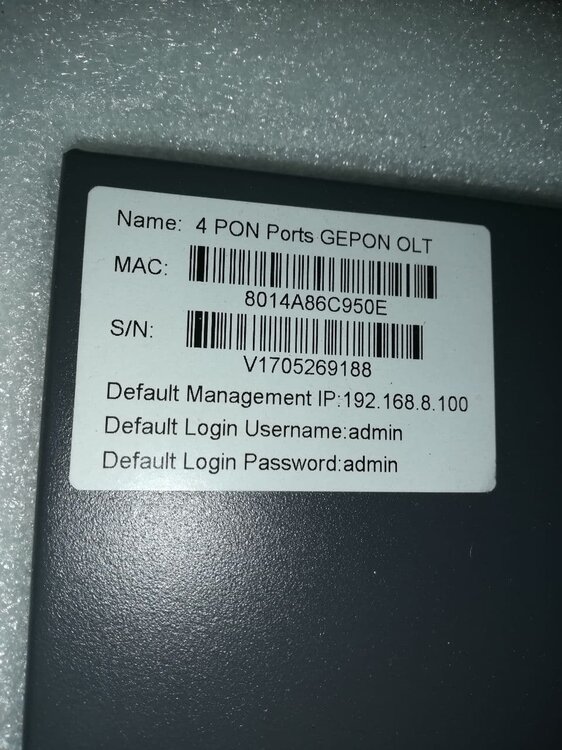 Name: 4 PON Ports GEPON OLT
MAC:
8014A86C950E
S/N:
V1705269188
Default Management IP:192.168.8.100
Default Login Username:admin
Default Login Password:admin